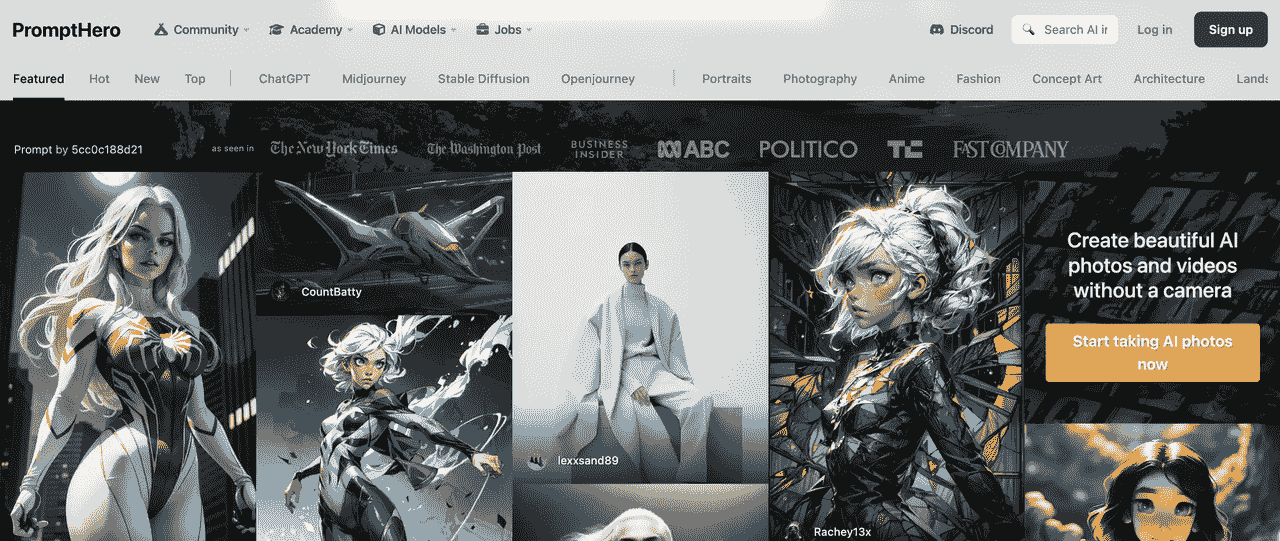 PromptHero Community Academy AI Models Jobs Discord Search AI ir Log in Sign up
Featured Hot New Top ChatGPT Midjourney Stable Diffusion Openjourney Portraits Photography Anime Fashion Concept Art Architecture Lands
Prompt by 5cc0c188d21 as seen in The New York Times The Washington Post BUSINESS INSIDER ABC POLITICO TC FAST COMPANY
CountBatty
lexxsand89
Rachey13x
Create beautiful AI
photos and videos
without a camera
Start taking AI photos
now